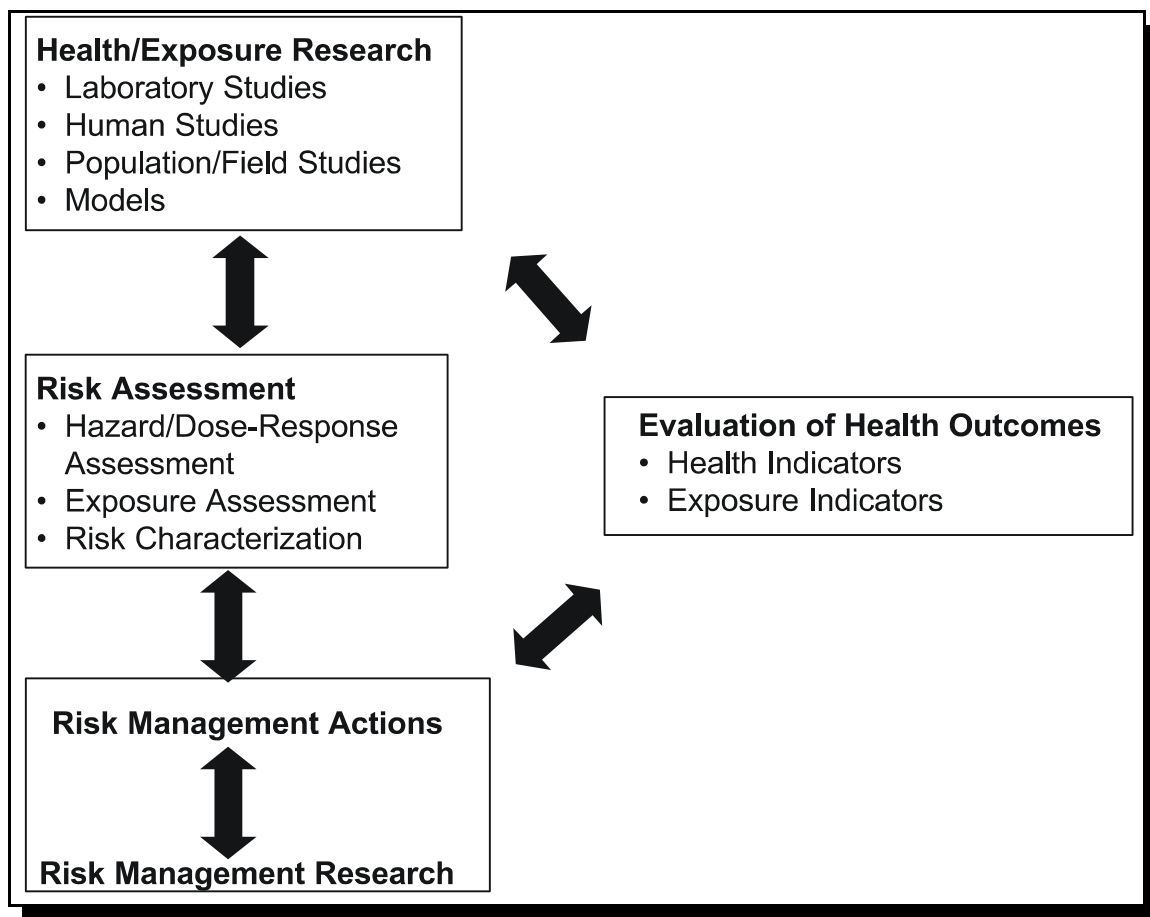 Health/Exposure Research
• Laboratory Studies
• Human Studies
• Population/Field Studies
• Models
Risk Assessment
• Hazard/Dose-Response
Assessment
• Exposure Assessment
• Risk Characterization
Evaluation of Health Outcomes
• Health Indicators
• Exposure Indicators
Risk Management Actions
Risk Management Research